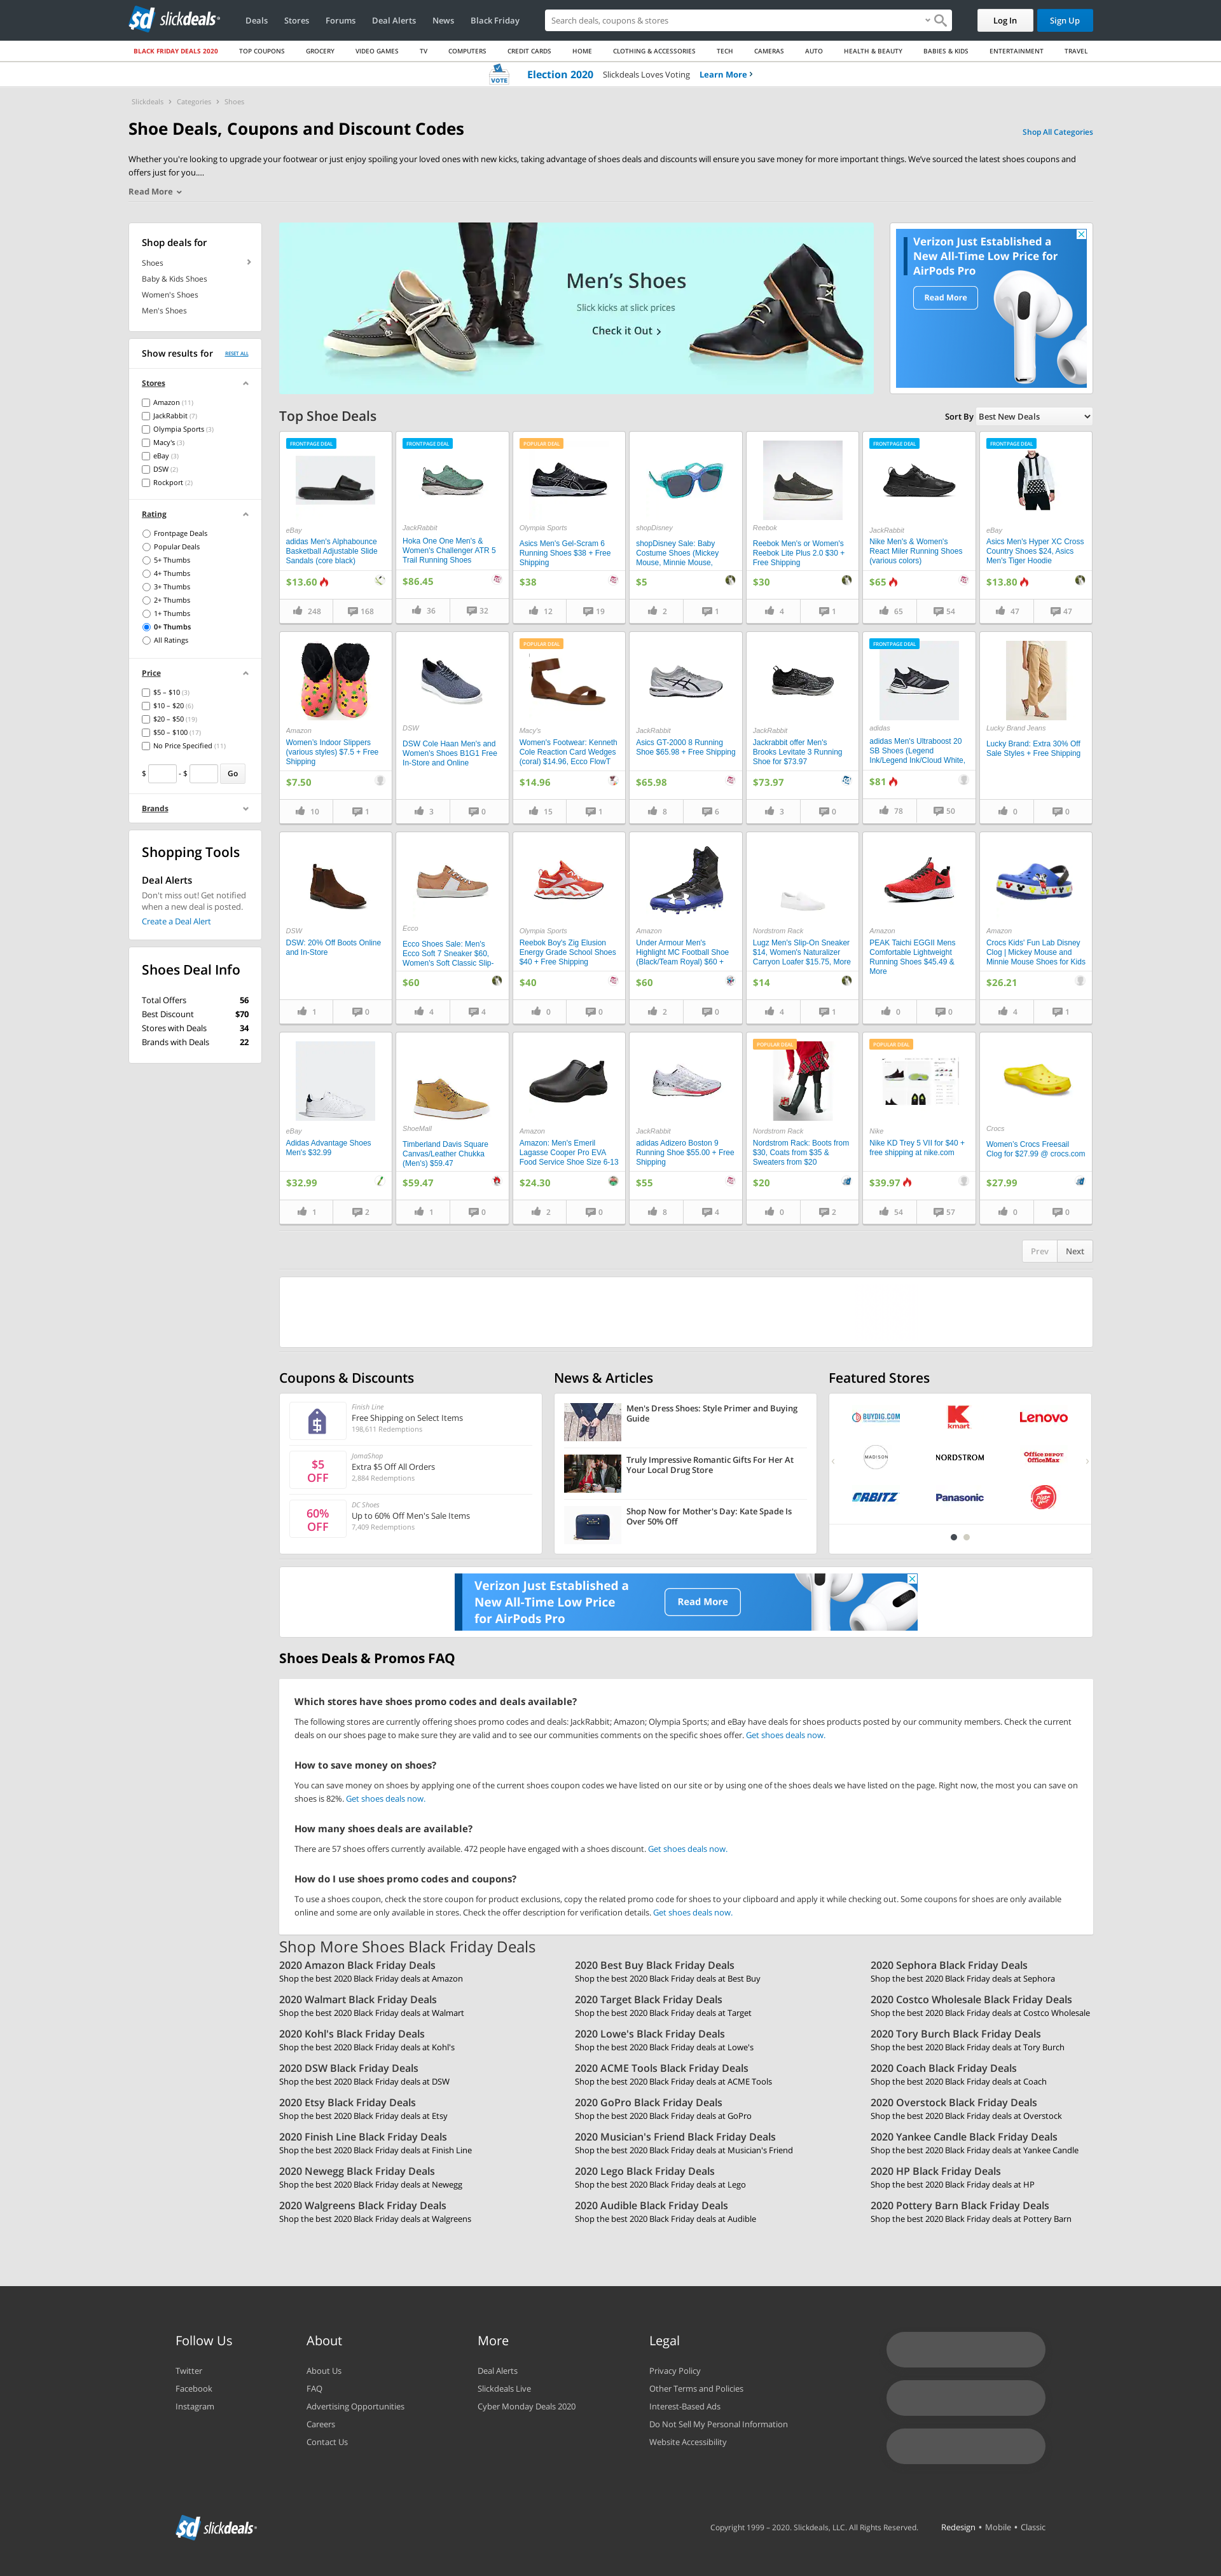 slickdeals
Deals
Stores
Forums
Deal Alerts
News
Black Friday
Search deals, coupons & stores
Log In
Sign Up
BLACK FRIDAY DEALS 2020
TOP COUPONS
GROCERY
VIDEO GAMES
TV
COMPUTERS
CREDIT CARDS
HOME
CLOTHING & ACCESSORIES
TECH
CAMERAS
AUTO
HEALTH & BEAUTY
BABIES & KIDS
ENTERTAINMENT
TRAVEL
VOTE
Election 2020 Slickdeals Loves Voting Learn More
Slickdeals
Categories
Shoes
Shoe Deals, Coupons and Discount Codes
Shop All Categories
Whether you're looking to upgrade your footwear or just enjoy spoiling your loved ones with new kicks, taking advantage of shoes deals and discounts will ensure you save money for more important things. We've sourced the latest shoes coupons and
offers just for you....
Read More
Shop deals for
Shoes
Baby & Kids Shoes
Women's Shoes
Men's Shoes
Show results for
RESET ALL
Stores
Amazon (11)
JackRabbit (7)
Olympia Sports (3)
Macy's (3)
eBay (3)
DSW (2)
Rockport (2)
Rating
Frontpage Deals
Popular Deals
5+ Thumbs
4+ Thumbs
3+ Thumbs
2+ Thumbs
1+ Thumbs
0+ Thumbs
All Ratings
Price
$5 – $10 (3)
$10 – $20 (6)
$20 – $50 (19)
$50 – $100 (17)
No Price Specified (11)
$ - $ Go
Brands
Shopping Tools
Deal Alerts
Don't miss out! Get notified
when a new deal is posted.
Create a Deal Alert
Shoes Deal Info
Total Offers 56
Best Discount $70
Stores with Deals 34
Brands with Deals 22
Men's Shoes
Slick kicks at slick prices
Check it Out
Verizon Just Established a
New All-Time Low Price for
AirPods Pro
Read More
Top Shoe Deals
Sort By Best New Deals
FRONTPAGE DEAL
eBay
adidas Men's Alphabounce
Basketball Adjustable Slide
Sandals (core black)
$13.60
248 168
FRONTPAGE DEAL
JackRabbit
Hoka One One Men's &
Women's Challenger ATR 5
Trail Running Shoes
$86.45
36 32
POPULAR DEAL
Olympia Sports
Asics Men's Gel-Scram 6
Running Shoes $38 + Free
Shipping
$38
12 19
shopDisney
shopDisney Sale: Baby
Costume Shoes (Mickey
Mouse, Minnie Mouse,
$5
2 1
Reebok
Reebok Men's or Women's
Reebok Lite Plus 2.0 $30 +
Free Shipping
$30
4 1
FRONTPAGE DEAL
JackRabbit
Nike Men's & Women's
React Miler Running Shoes
(various colors)
$65
65 54
FRONTPAGE DEAL
eBay
Asics Men's Hyper XC Cross
Country Shoes $24, Asics
Men's Tiger Hoodie
$13.80
47 47
Amazon
Women's Indoor Slippers
(various styles) $7.5 + Free
Shipping
$7.50
10 1
DSW
DSW Cole Haan Men's and
Women's Shoes B1G1 Free
In-Store and Online
3 0
POPULAR DEAL
Macy's
Women's Footwear: Kenneth
Cole Reaction Card Wedges
(coral) $14.96, Ecco FlowT
$14.96
15 1
JackRabbit
Asics GT-2000 8 Running
Shoe $65.98 + Free Shipping
$65.98
8 6
JackRabbit
Jackrabbit offer Men's
Brooks Levitate 3 Running
Shoe for $73.97
$73.97
3 0
FRONTPAGE DEAL
adidas
adidas Men's Ultraboost 20
SB Shoes (Legend
Ink/Legend Ink/Cloud White,
$81
78 50
Lucky Brand Jeans
Lucky Brand: Extra 30% Off
Sale Styles + Free Shipping
0 0
DSW
DSW: 20% Off Boots Online
and In-Store
1 0
Ecco
Ecco Shoes Sale: Men's
Ecco Soft 7 Sneaker $60,
Women's Soft Classic Slip-
$60
4 4
Olympia Sports
Reebok Boy's Zig Elusion
Energy Grade School Shoes
$40 + Free Shipping
$40
0 0
Amazon
Under Armour Men's
Highlight MC Football Shoe
(Black/Team Royal) $60 +
$60
2 0
Nordstrom Rack
Lugz Men's Slip-On Sneaker
$14, Women's Naturalizer
Carryon Loafer $15.75, More
$14
4 1
Amazon
PEAK Taichi EGGII Mens
Comfortable Lightweight
Running Shoes $45.49 &
More
0 0
Amazon
Crocs Kids' Fun Lab Disney
Clog | Mickey Mouse and
Minnie Mouse Shoes for Kids
$26.21
4 1
eBay
Adidas Advantage Shoes
Men's $32.99
$32.99
1 2
ShoeMall
Timberland Davis Square
Canvas/Leather Chukka
(Men's) $59.47
$59.47
1 0
Amazon
Amazon: Men's Emeril
Lagasse Cooper Pro EVA
Food Service Shoe Size 6-13
$24.30
2 0
JackRabbit
adidas Adizero Boston 9
Running Shoe $55.00 + Free
Shipping
$55
8 4
POPULAR DEAL
Nordstrom Rack
Nordstrom Rack: Boots from
$30, Coats from $35 &
Sweaters from $20
$20
0 2
POPULAR DEAL
Nike
Nike KD Trey 5 VII for $40 +
free shipping at nike.com
$39.97
54 57
Crocs
Women's Crocs Freesail
Clog for $27.99 @ crocs.com
$27.99
0 0
Prev Next
Coupons & Discounts
Finish Line
Free Shipping on Select Items
198,611 Redemptions
$5
OFF
JomaShop
Extra $5 Off All Orders
2,884 Redemptions
60%
OFF
DC Shoes
Up to 60% Off Men's Sale Items
7,409 Redemptions
News & Articles
Men's Dress Shoes: Style Primer and Buying
Guide
Truly Impressive Romantic Gifts For Her At
Your Local Drug Store
Shop Now for Mother's Day: Kate Spade Is
Over 50% Off
Featured Stores
BUYDIG.COM
kmart
Lenovo
MADISON
NORDSTROM
Office DEPOT
OfficeMax
ORBITZ
Panasonic
Pizza Hut
Verizon Just Established a
New All-Time Low Price
for AirPods Pro
Read More
Shoes Deals & Promos FAQ
Which stores have shoes promo codes and deals available?
The following stores are currently offering shoes promo codes and deals: JackRabbit; Amazon; Olympia Sports; and eBay have deals for shoes products posted by our community members. Check the current
deals on our shoes page to make sure they are valid and to see our communities comments on the specific shoes offer. Get shoes deals now.
How to save money on shoes?
You can save money on shoes by applying one of the current shoes coupon codes we have listed on our site or by using one of the shoes deals we have listed on the page. Right now, the most you can save on
shoes is 82%. Get shoes deals now.
How many shoes deals are available?
There are 57 shoes offers currently available. 472 people have engaged with a shoes discount. Get shoes deals now.
How do I use shoes promo codes and coupons?
To use a shoes coupon, check the store coupon for product exclusions, copy the related promo code for shoes to your clipboard and apply it while checking out. Some coupons for shoes are only available
online and some are only available in stores. Check the offer description for verification details. Get shoes deals now.
Shop More Shoes Black Friday Deals
2020 Amazon Black Friday Deals
Shop the best 2020 Black Friday deals at Amazon
2020 Best Buy Black Friday Deals
Shop the best 2020 Black Friday deals at Best Buy
2020 Sephora Black Friday Deals
Shop the best 2020 Black Friday deals at Sephora
2020 Walmart Black Friday Deals
Shop the best 2020 Black Friday deals at Walmart
2020 Target Black Friday Deals
Shop the best 2020 Black Friday deals at Target
2020 Costco Wholesale Black Friday Deals
Shop the best 2020 Black Friday deals at Costco Wholesale
2020 Kohl's Black Friday Deals
Shop the best 2020 Black Friday deals at Kohl's
2020 Lowe's Black Friday Deals
Shop the best 2020 Black Friday deals at Lowe's
2020 Tory Burch Black Friday Deals
Shop the best 2020 Black Friday deals at Tory Burch
2020 DSW Black Friday Deals
Shop the best 2020 Black Friday deals at DSW
2020 ACME Tools Black Friday Deals
Shop the best 2020 Black Friday deals at ACME Tools
2020 Coach Black Friday Deals
Shop the best 2020 Black Friday deals at Coach
2020 Etsy Black Friday Deals
Shop the best 2020 Black Friday deals at Etsy
2020 GoPro Black Friday Deals
Shop the best 2020 Black Friday deals at GoPro
2020 Overstock Black Friday Deals
Shop the best 2020 Black Friday deals at Overstock
2020 Finish Line Black Friday Deals
Shop the best 2020 Black Friday deals at Finish Line
2020 Musician's Friend Black Friday Deals
Shop the best 2020 Black Friday deals at Musician's Friend
2020 Yankee Candle Black Friday Deals
Shop the best 2020 Black Friday deals at Yankee Candle
2020 Newegg Black Friday Deals
Shop the best 2020 Black Friday deals at Newegg
2020 Lego Black Friday Deals
Shop the best 2020 Black Friday deals at Lego
2020 HP Black Friday Deals
Shop the best 2020 Black Friday deals at HP
2020 Walgreens Black Friday Deals
Shop the best 2020 Black Friday deals at Walgreens
2020 Audible Black Friday Deals
Shop the best 2020 Black Friday deals at Audible
2020 Pottery Barn Black Friday Deals
Shop the best 2020 Black Friday deals at Pottery Barn
Follow Us
Twitter
Facebook
Instagram
About
About Us
FAQ
Advertising Opportunities
Careers
Contact Us
More
Deal Alerts
Slickdeals Live
Cyber Monday Deals 2020
Legal
Privacy Policy
Other Terms and Policies
Interest-Based Ads
Do Not Sell My Personal Information
Website Accessibility
slickdeals
Copyright 1999 – 2020. Slickdeals, LLC. All Rights Reserved.
Redesign • Mobile • Classic